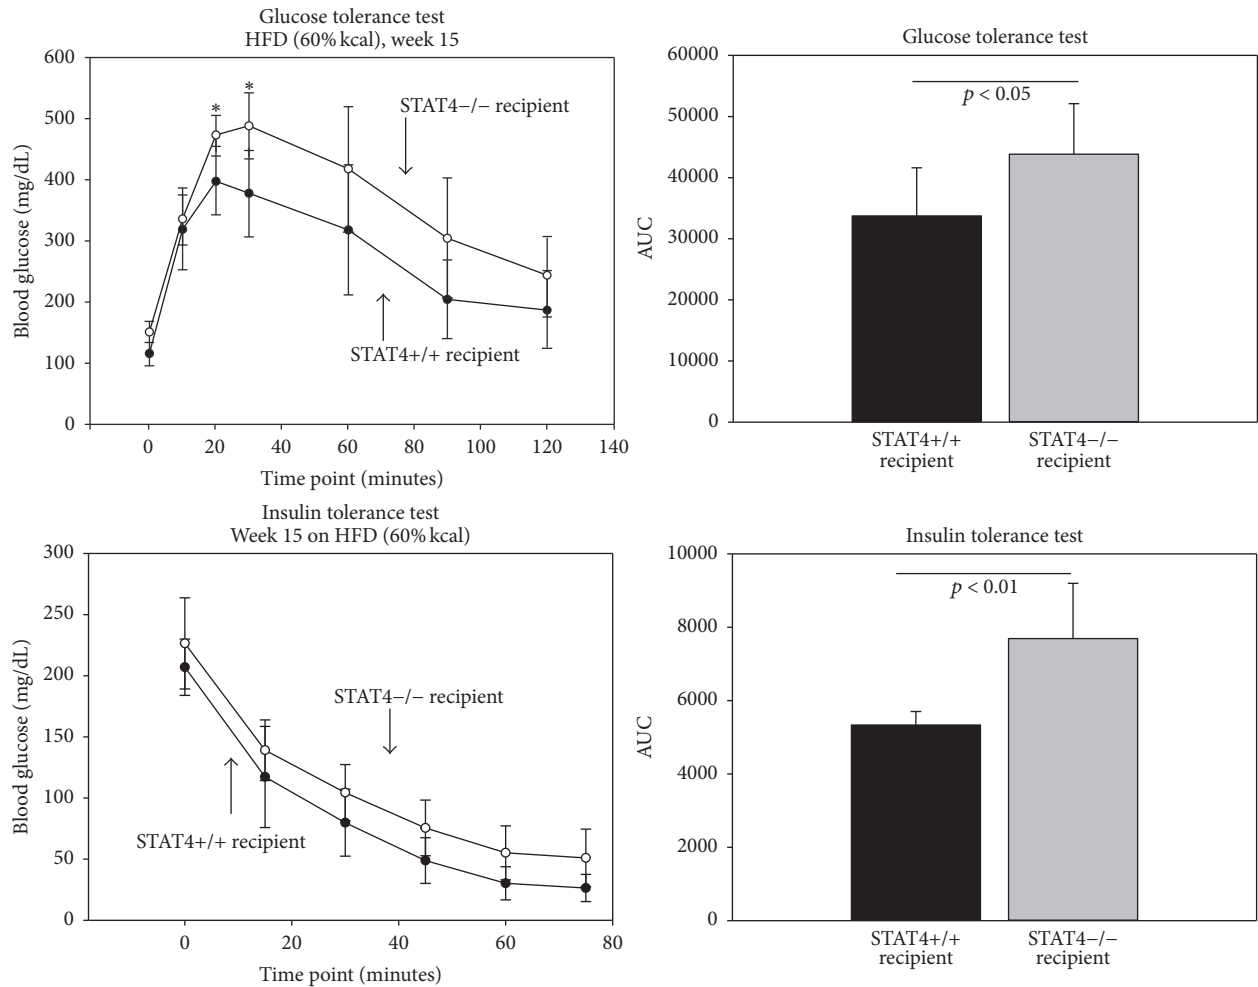 Glucose tolerance test
HFD (60% kcal), week 15
600
500
400
300
200
100
0
Blood glucose (mg/dL)
*
*
STAT4−/− recipient
STAT4+/+ recipient
0
20
40
60
80
100
120
140
Time point (minutes)
Glucose tolerance test
60000
50000
40000
30000
20000
10000
0
AUC
p < 0.05
STAT4+/+
recipient
STAT4−/−
recipient
Insulin tolerance test
Week 15 on HFD (60% kcal)
300
250
200
150
100
50
0
Blood glucose (mg/dL)
STAT4−/− recipient
STAT4+/+ recipient
0
20
40
60
80
Time point (minutes)
Insulin tolerance test
10000
8000
6000
4000
2000
0
AUC
p < 0.01
STAT4+/+
recipient
STAT4−/−
recipient